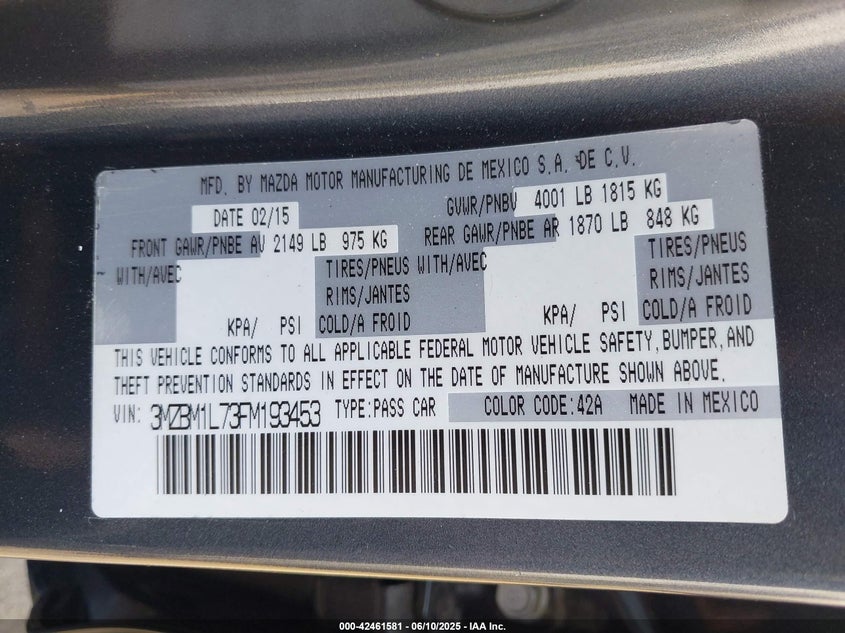 MFD. BY MAZDA MOTOR MANUFACTURING DE MEXICO S.A. DE C.V.
DATE 02/15 GVWR/PNBV 4001 LB 1815 KG
FRONT GAWR/PNBE AV 2149 LB 975 KG REAR GAWR/PNBE AR 1870 LB 848 KG
WITH/AVEC TIRES/PNEUS WITH/AVEC TIRES/PNEUS
RIMS/JANTES RIMS/JANTES
KPA/ PSI COLD/A FROID KPA/ PSI COLD/A FROID
THIS VEHICLE CONFORMS TO ALL APPLICABLE FEDERAL MOTOR VEHICLE SAFETY, BUMPER, AND
THEFT PREVENTION STANDARDS IN EFFECT ON THE DATE OF MANUFACTURE SHOWN ABOVE.
VIN: 3MZBM1L73FM193453 TYPE:PASS CAR COLOR CODE:42A MADE IN MEXICO
000-42461581 - 06/10/2025 - IAA Inc.